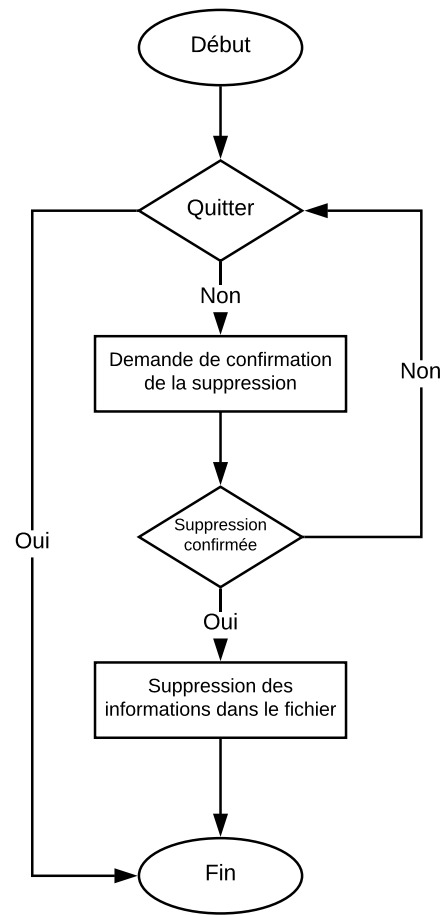 Début
Quitter
Non
Demande de confirmation
de la suppression
Non
Suppression
confirmée
Oui
Oui
Suppression des
informations dans le fichier
Fin